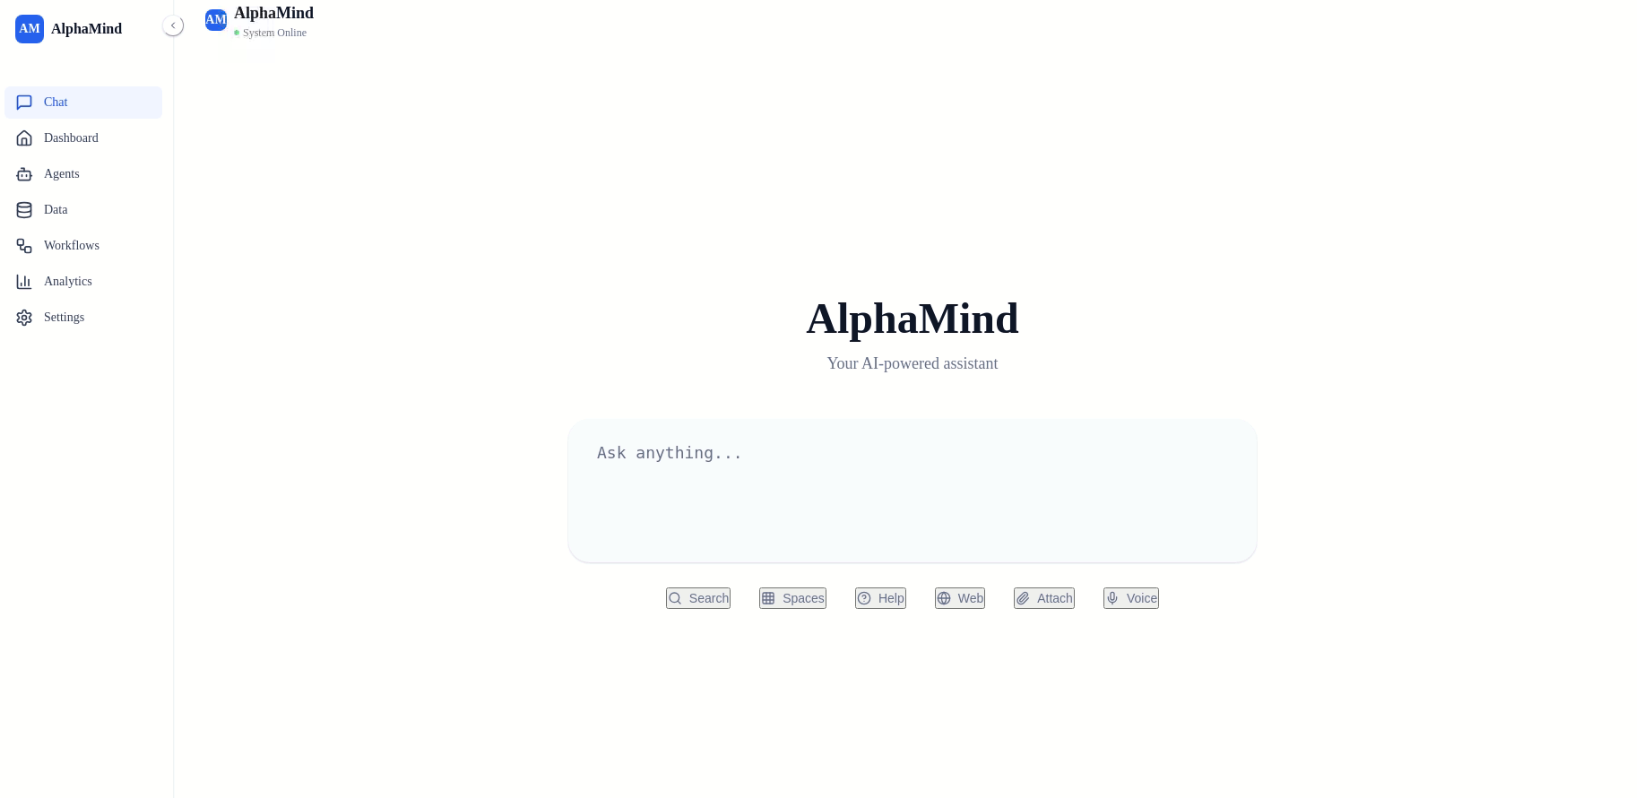 AM AlphaMind
Chat
Dashboard
Agents
Data
Workflows
Analytics
Settings
AM AlphaMind
System Online
AlphaMind
Your AI-powered assistant
Ask anything...
Search Spaces Help Web Attach Voice